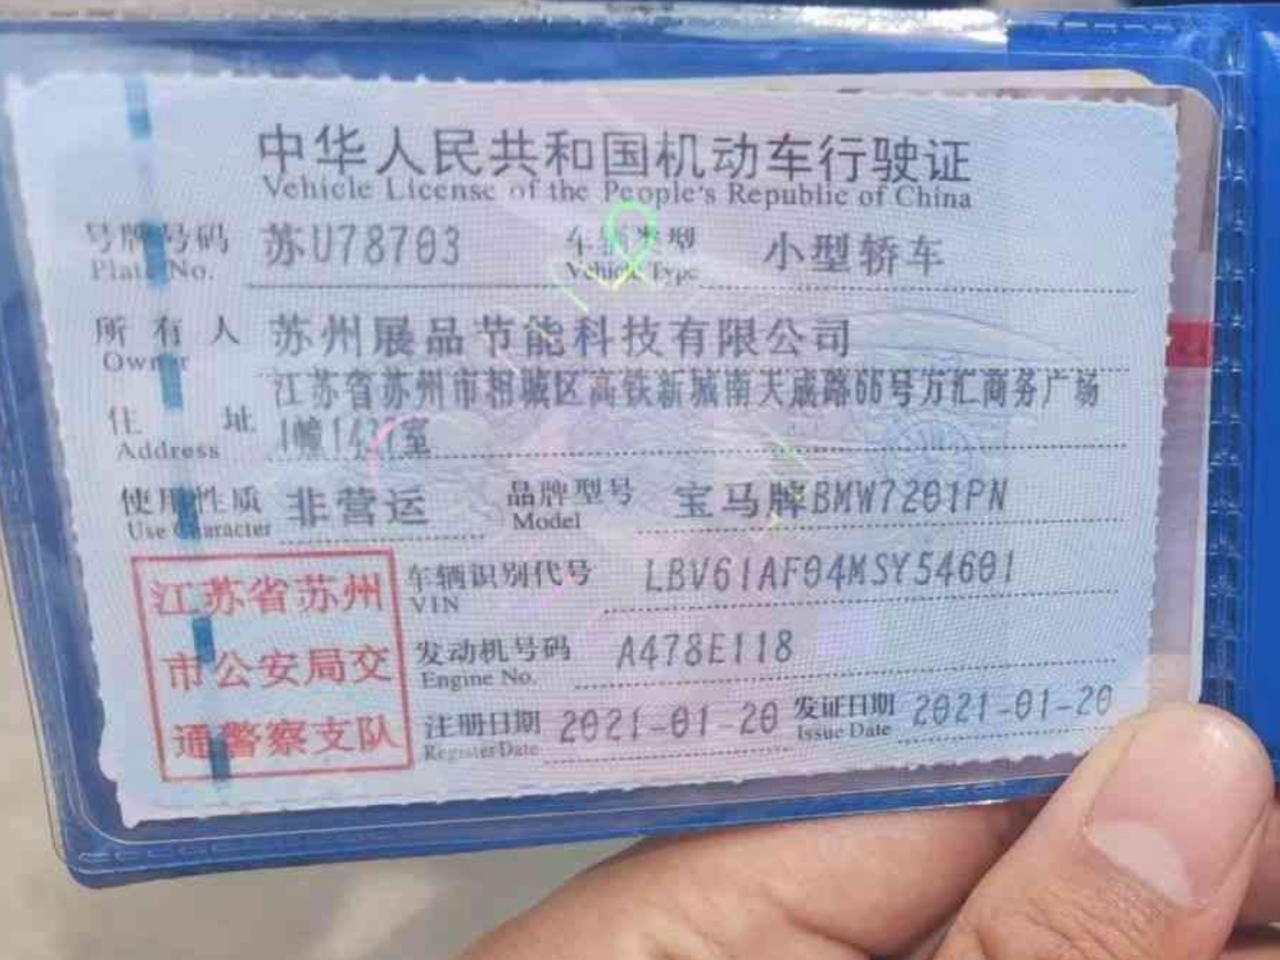 中华人民共和国机动车行驶证
Vehicle License of the People's Republic of China
号牌号码 苏U78703 车辆类型 小型轿车
Plate No. Vehicle Type
所有人 苏州展品节能科技有限公司
Owner
江苏省苏州市相城区高铁新城南天成路66号方汇商务广场
住址
Address
使用性质 非营运 品牌型号 宝马牌BMW7201PN
Use Character Model
江苏省苏州
市公安局交
通警察支队
车辆识别代号 LBV61AF04MSY54601
VIN
发动机号码 A478E118
Engine No.
注册日期 2021-01-20 发证日期 2021-01-20
Register Date Issue Date